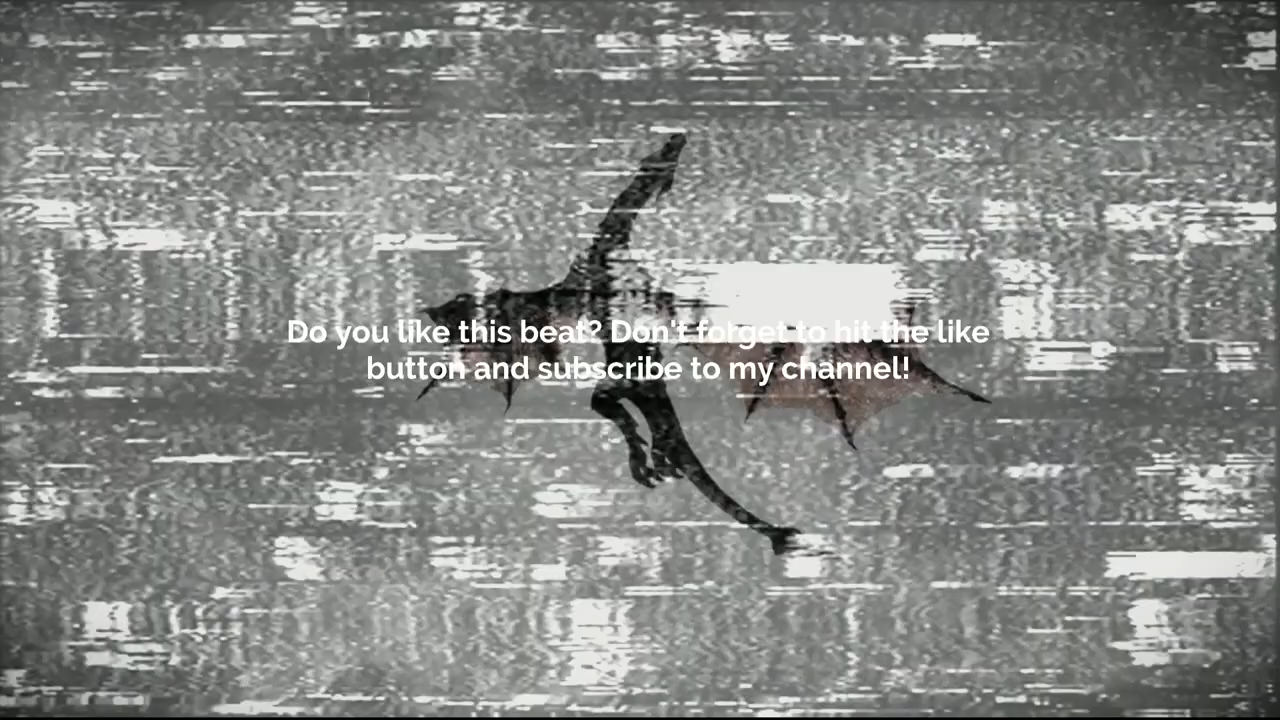 Do you like this beat? Don't forget to hit the like
button and subscribe to my channel!